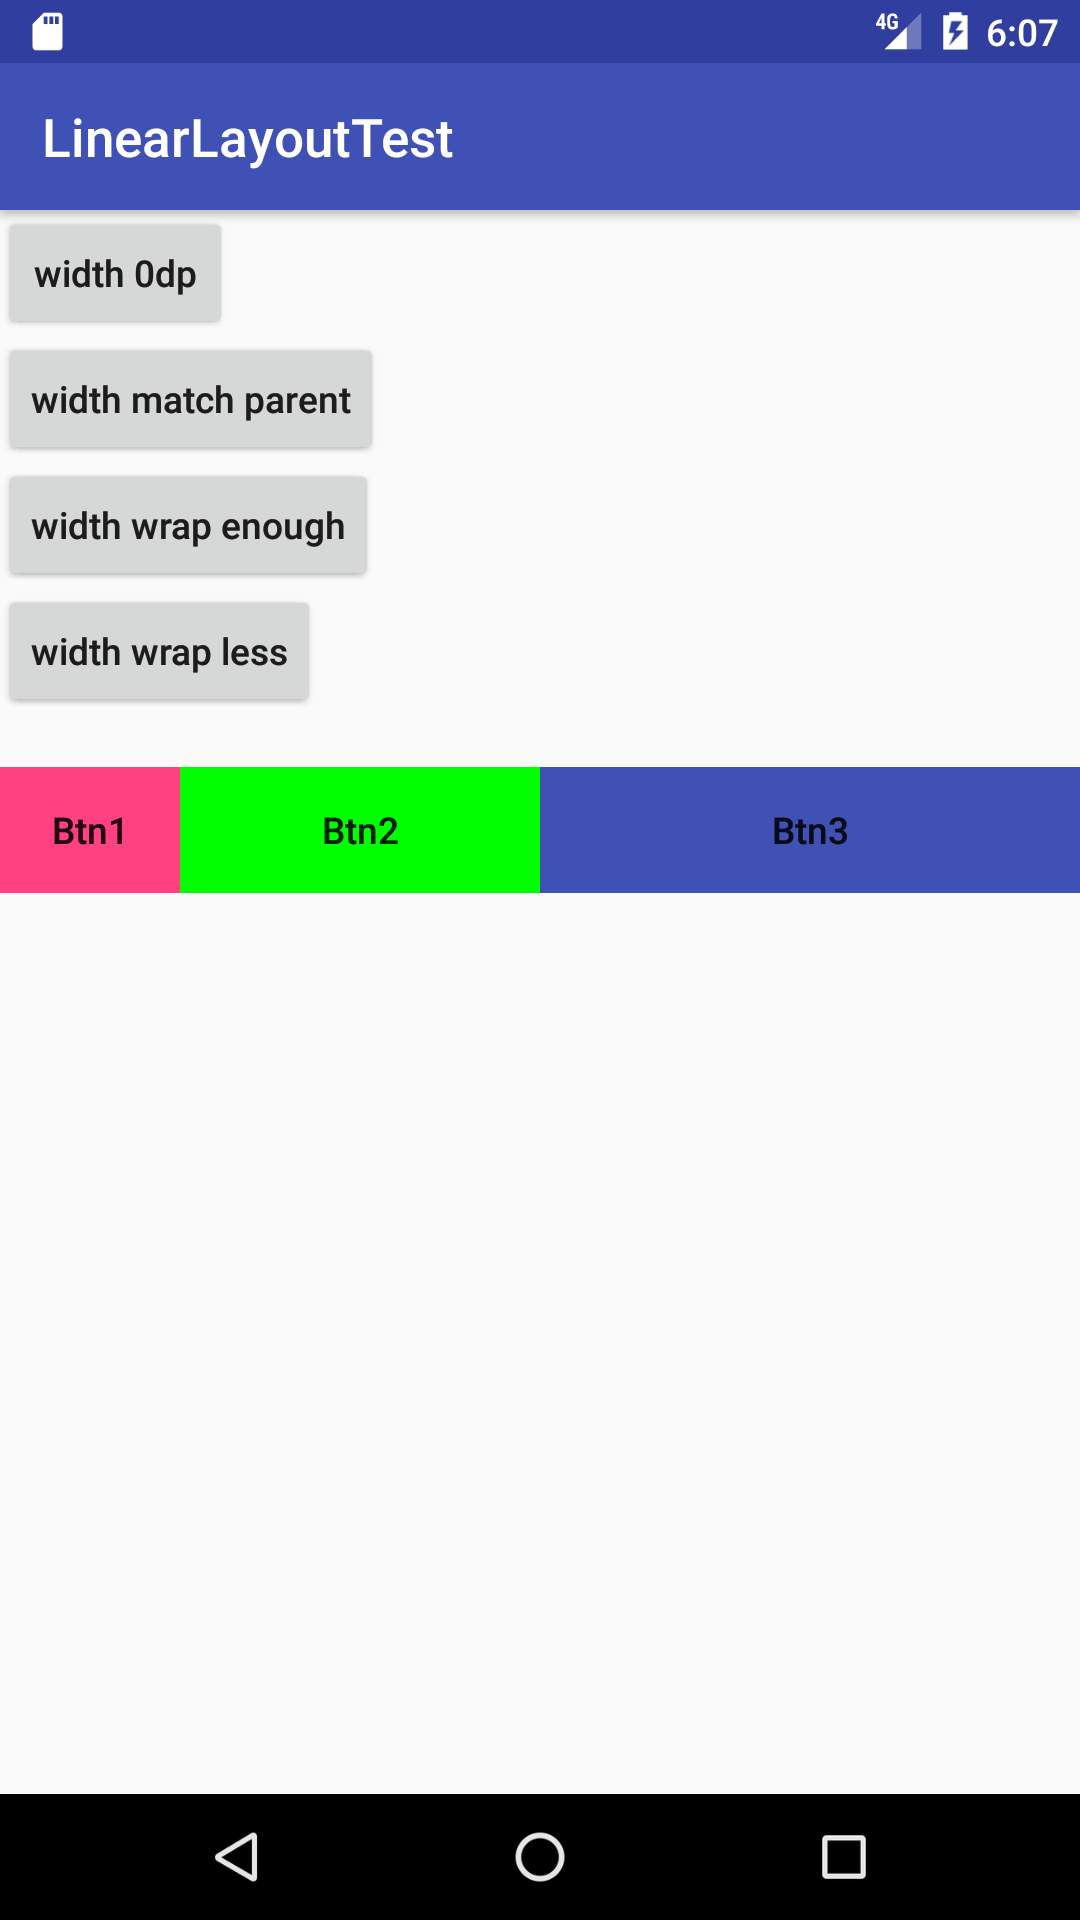 4G 6:07
LinearLayoutTest
width 0dp
width match parent
width wrap enough
width wrap less
Btn1 Btn2 Btn3